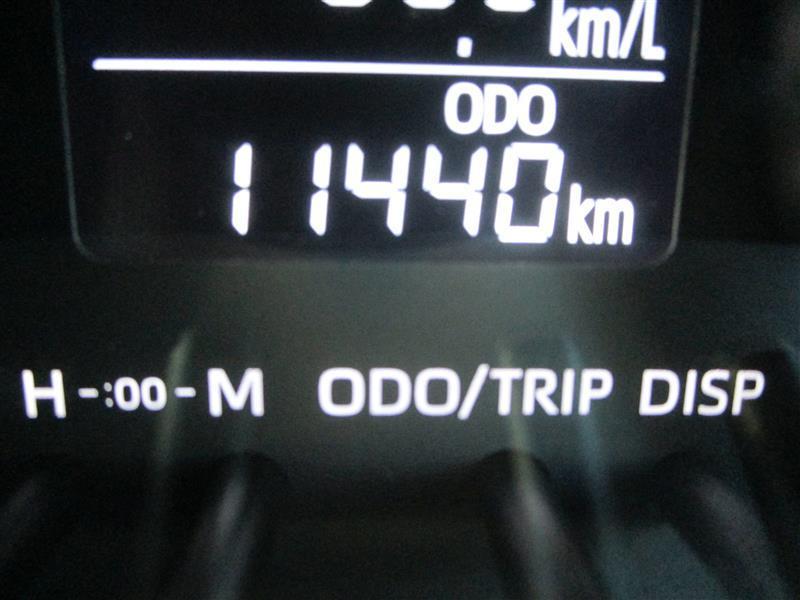 km/L
ODO
11440km
H -:00- M ODO/TRIP DISP